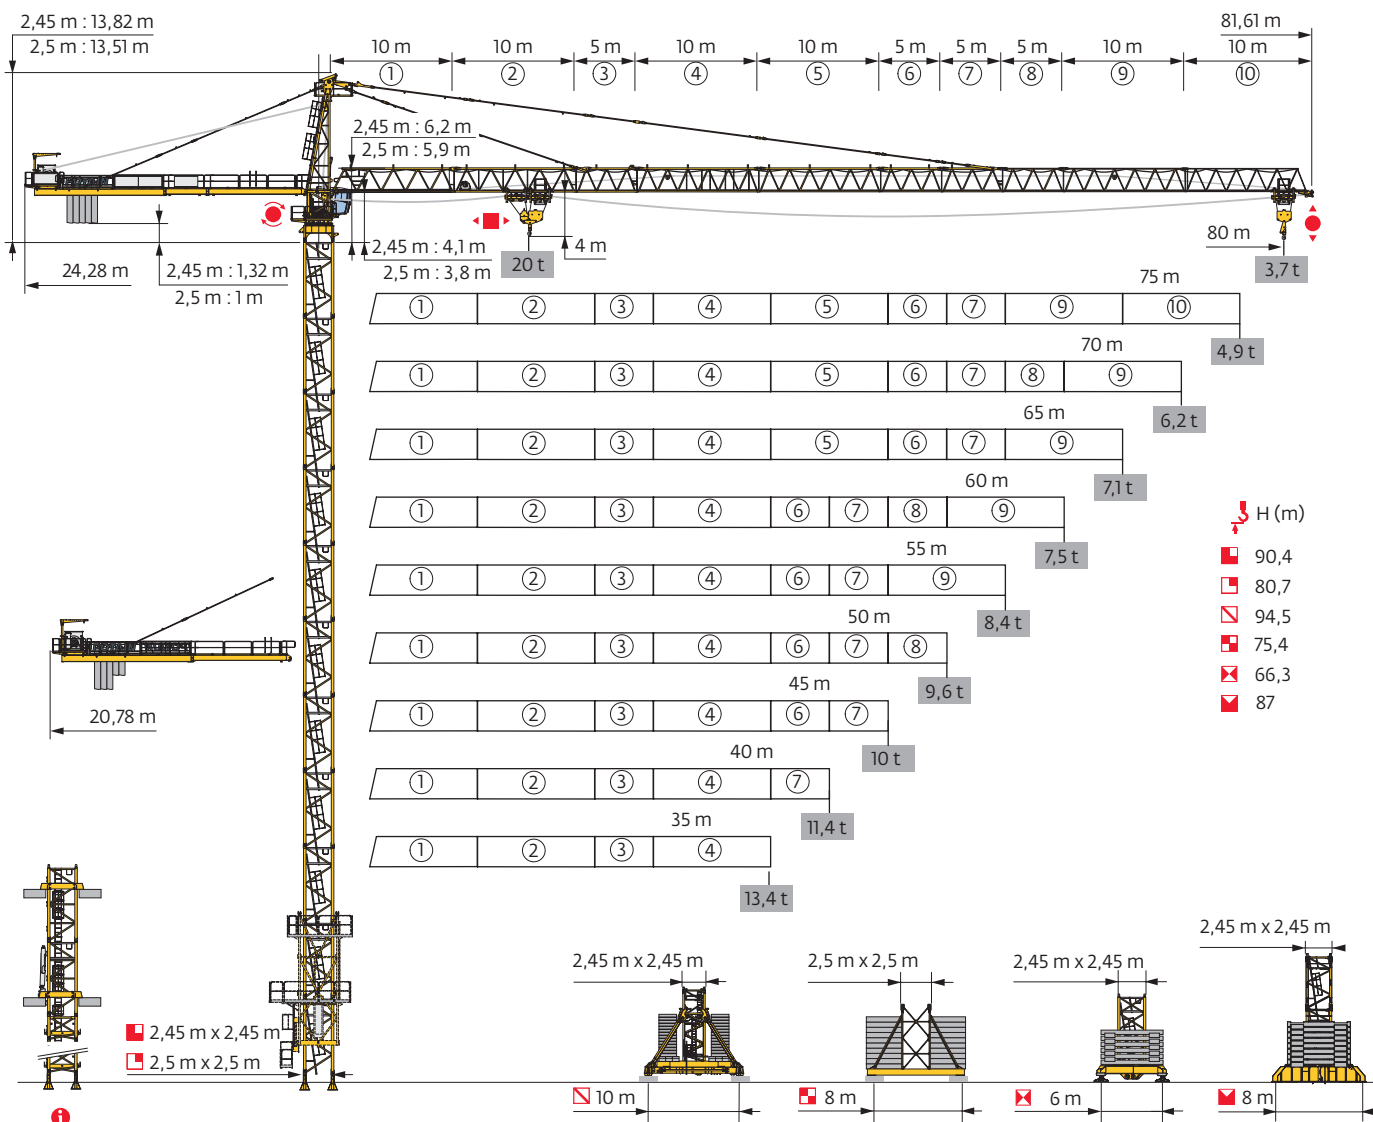 2,45 m : 13,82 m
2,5 m : 13,51 m
81,61 m
10 m 10 m 5 m 10 m 10 m 5 m 5 m 5 m 10 m 10 m
① ② ③ ④ ⑤ ⑥ ⑦ ⑧ ⑨ ⑩
2,45 m : 6,2 m
2,5 m : 5,9 m
2,45 m : 4,1 m
2,5 m : 3,8 m
4 m
20 t
80 m
3,7 t
24,28 m
2,45 m : 1,32 m
2,5 m : 1 m
75 m
① ② ③ ④ ⑤ ⑥ ⑦ ⑨ ⑩
4,9 t
70 m
① ② ③ ④ ⑤ ⑥ ⑦ ⑧ ⑨
6,2 t
65 m
① ② ③ ④ ⑤ ⑥ ⑦ ⑨
7,1 t
60 m
① ② ③ ④ ⑥ ⑦ ⑧ ⑨
7,5 t
55 m
① ② ③ ④ ⑥ ⑦ ⑨
8,4 t
50 m
① ② ③ ④ ⑥ ⑦ ⑧
9,6 t
45 m
① ② ③ ④ ⑥ ⑦
10 t
40 m
① ② ③ ④ ⑦
11,4 t
35 m
① ② ③ ④
13,4 t
H (m)
90,4
80,7
94,5
75,4
66,3
87
20,78 m
2,45 m x 2,45 m
2,5 m x 2,5 m
i
2,45 m x 2,45 m
10 m
2,5 m x 2,5 m
8 m
2,45 m x 2,45 m
6 m
2,45 m x 2,45 m
8 m